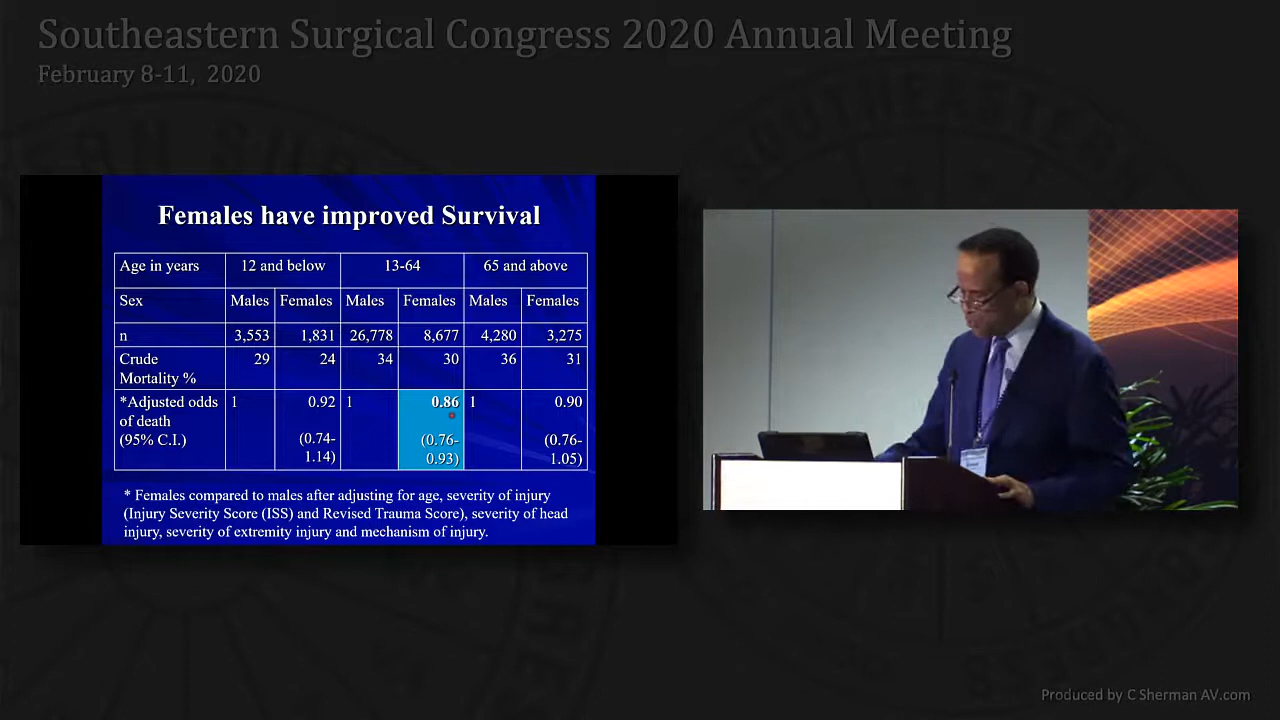 Southeastern Surgical Congress 2020 Annual Meeting
February 8-11, 2020
Females have improved Survival
Age in years 12 and below 13-64 65 and above
Sex Males Females Males Females Males Females
n 3,553 1,831 26,778 8,677 4,280 3,275
Crude 29 24 34 30 36 31
Mortality %
*Adjusted odds 1 0.92 1 0.86 1 0.90
of death
(95% C.I.) (0.74- (0.76- (0.76-
1.14) 0.93) 1.05)
* Females compared to males after adjusting for age, severity of injury
(Injury Severity Score (ISS) and Revised Trauma Score), severity of head
injury, severity of extremity injury and mechanism of injury.
Produced by C Sherman AV.com